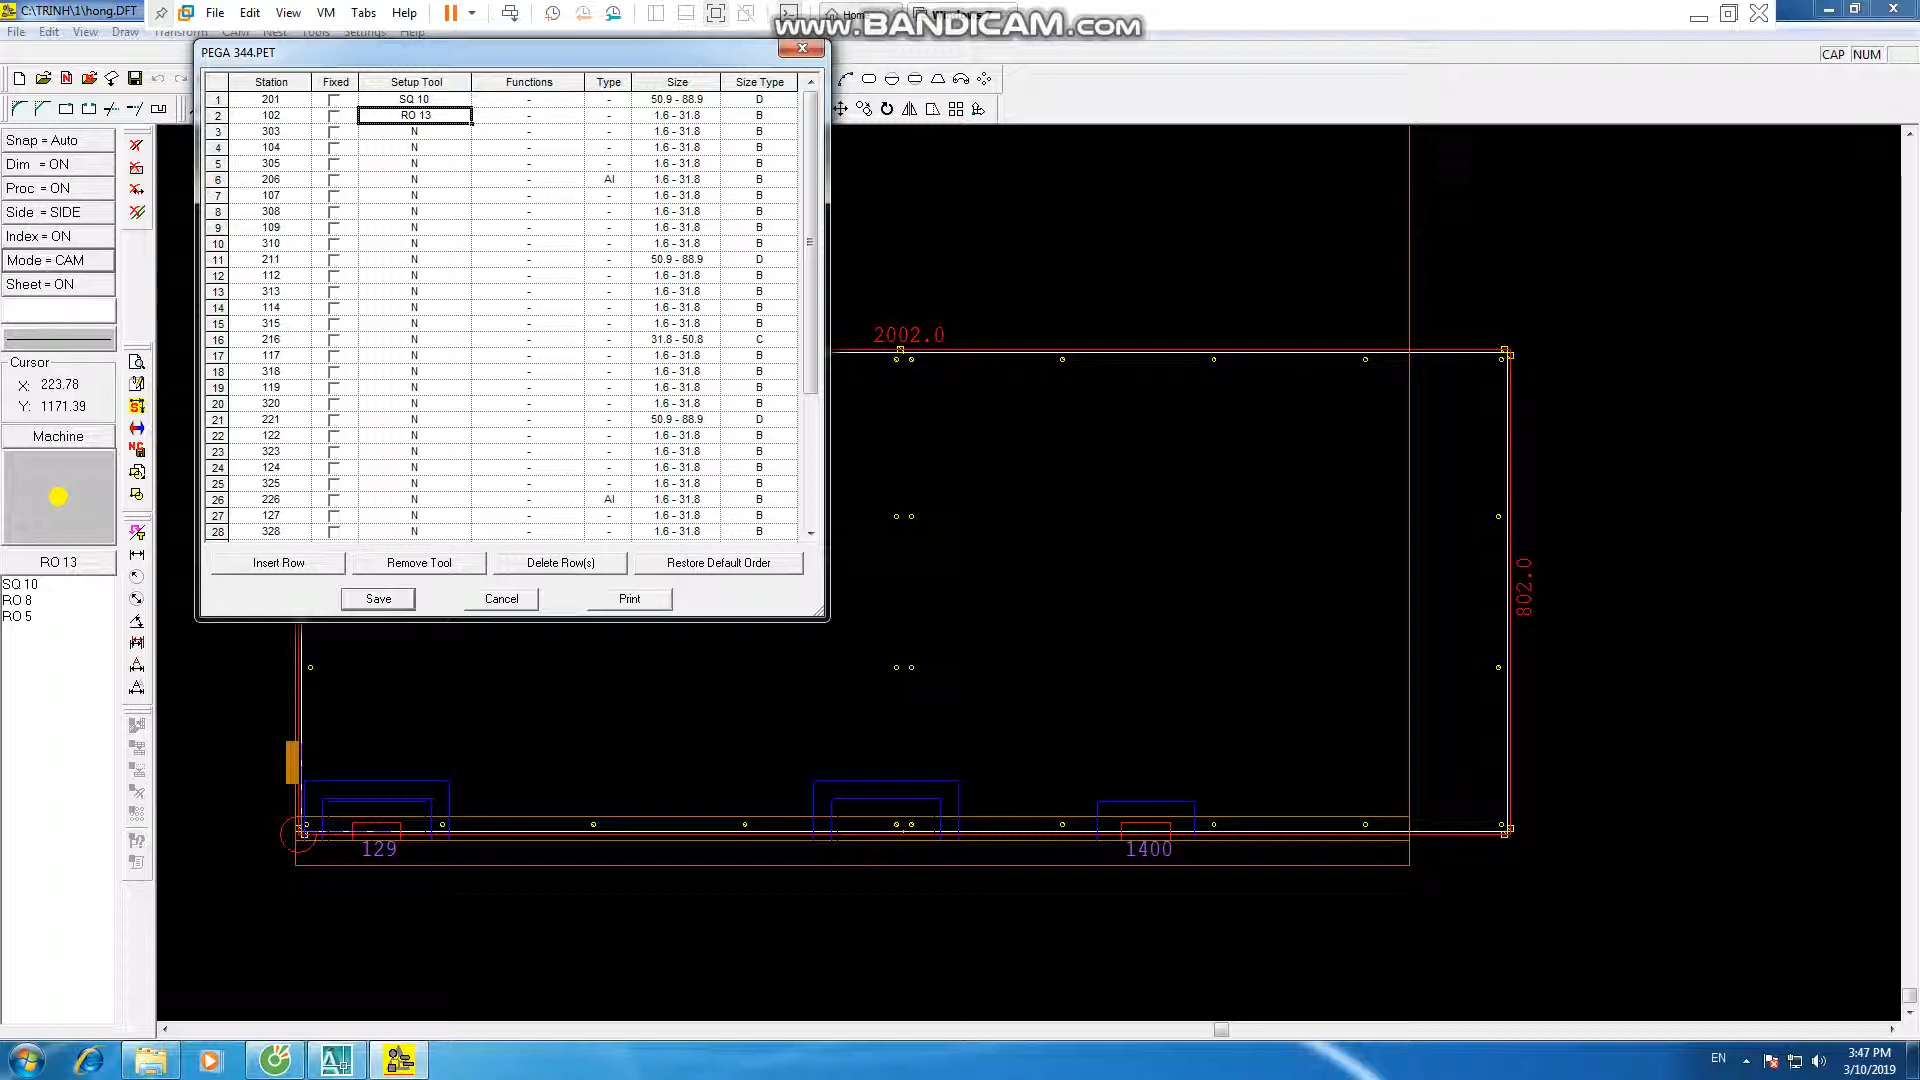 C:\TRINH\1\hong.DFT
File Edit View VM Tabs Help
Home
www.BANDICAM.com
File Edit View Draw Transform CAM Nest Tools Settings Help
CAP NUM
PEGA 344.PET
Station Fixed Setup Tool Functions Type Size Size Type
1 201 SQ 10 - - 50.9 - 88.9 D
2 102 RO 13 - - 1.6 - 31.8 B
3 303 N - - 1.6 - 31.8 B
4 104 N - - 1.6 - 31.8 B
5 305 N - - 1.6 - 31.8 B
6 206 N - AI 1.6 - 31.8 B
7 107 N - - 1.6 - 31.8 B
8 308 N - - 1.6 - 31.8 B
9 109 N - - 1.6 - 31.8 B
10 310 N - - 1.6 - 31.8 B
11 211 N - - 50.9 - 88.9 D
12 112 N - - 1.6 - 31.8 B
13 313 N - - 1.6 - 31.8 B
14 114 N - - 1.6 - 31.8 B
15 315 N - - 1.6 - 31.8 B
16 216 N - - 31.8 - 50.8 C
17 117 N - - 1.6 - 31.8 B
18 318 N - - 1.6 - 31.8 B
19 119 N - - 1.6 - 31.8 B
20 320 N - - 1.6 - 31.8 B
21 221 N - - 50.9 - 88.9 D
22 122 N - - 1.6 - 31.8 B
23 323 N - - 1.6 - 31.8 B
24 124 N - - 1.6 - 31.8 B
25 325 N - - 1.6 - 31.8 B
26 226 N - AI 1.6 - 31.8 B
27 127 N - - 1.6 - 31.8 B
28 328 N - - 1.6 - 31.8 B
Insert Row Remove Tool Delete Row(s) Restore Default Order
Save Cancel Print
Snap = Auto
Dim = ON
Proc = ON
Side = SIDE
Index = ON
Mode = CAM
Sheet = ON
Cursor
X: 223.78
Y: 1171.39
Machine
RO 13
SQ 10
RO 8
RO 5
2002.0
802.0
129
1400
EN
3:47 PM
3/10/2019